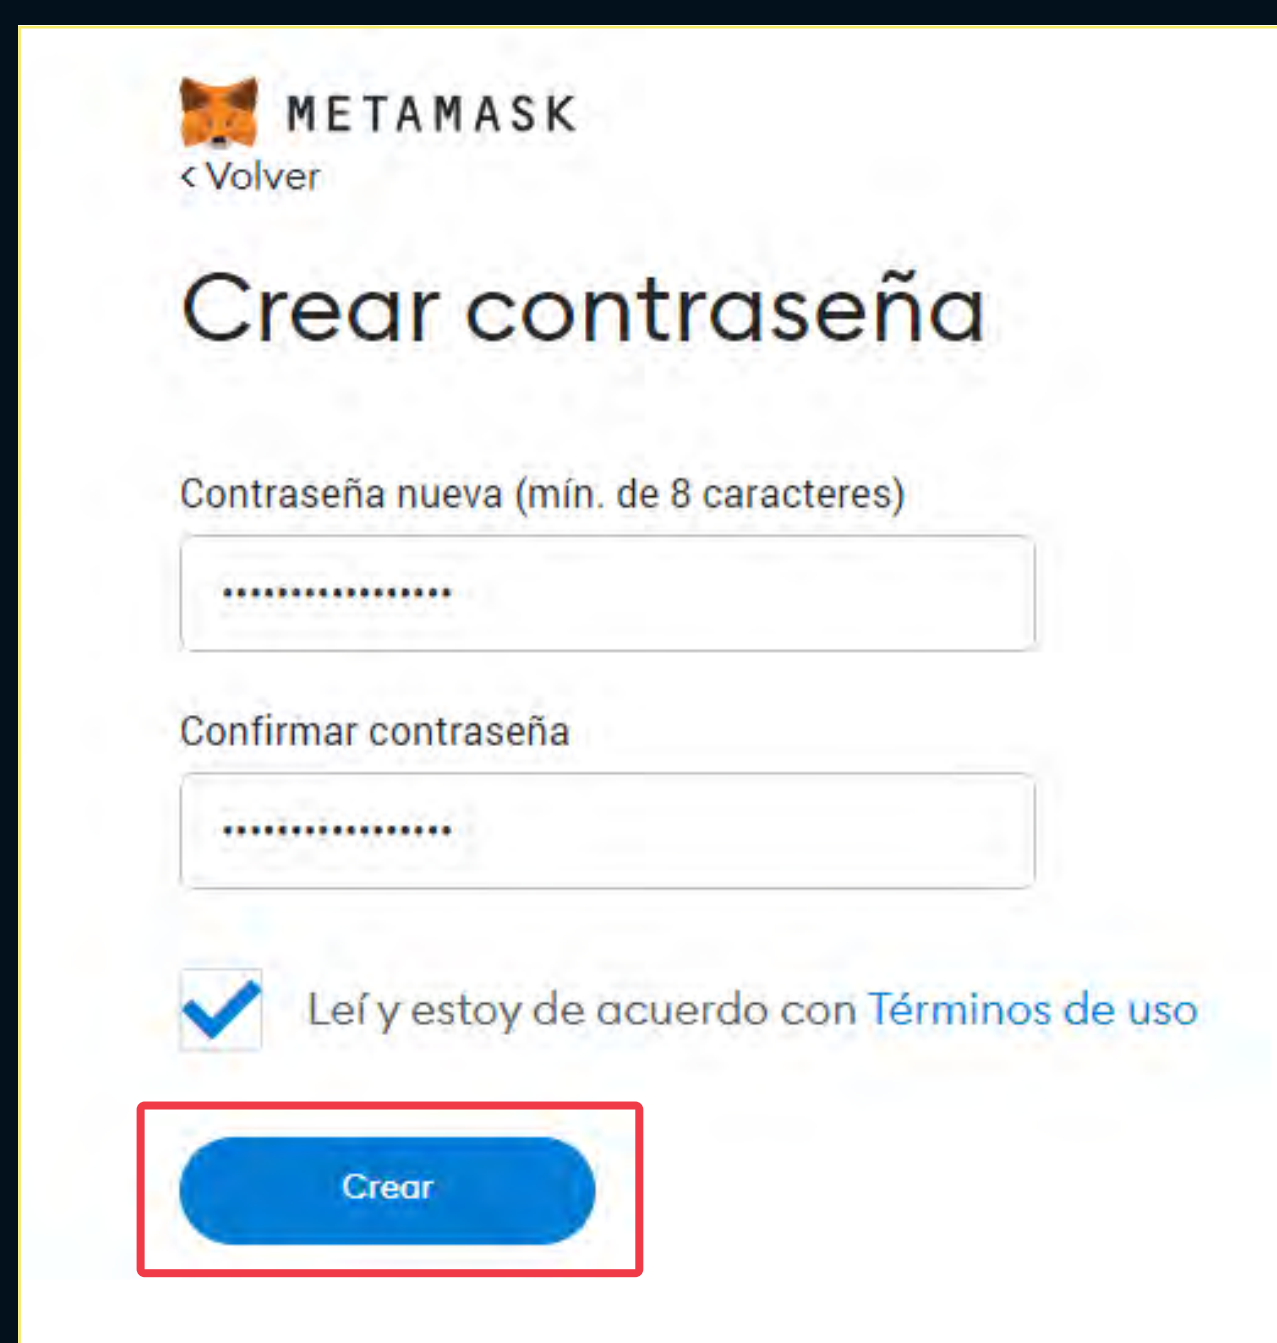 METAMASK
< Volver
Crear contraseña
Contraseña nueva (mín. de 8 caracteres)
•••••••••••••••••
Confirmar contraseña
•••••••••••••••••
Leí y estoy de acuerdo con Términos de uso
Crear